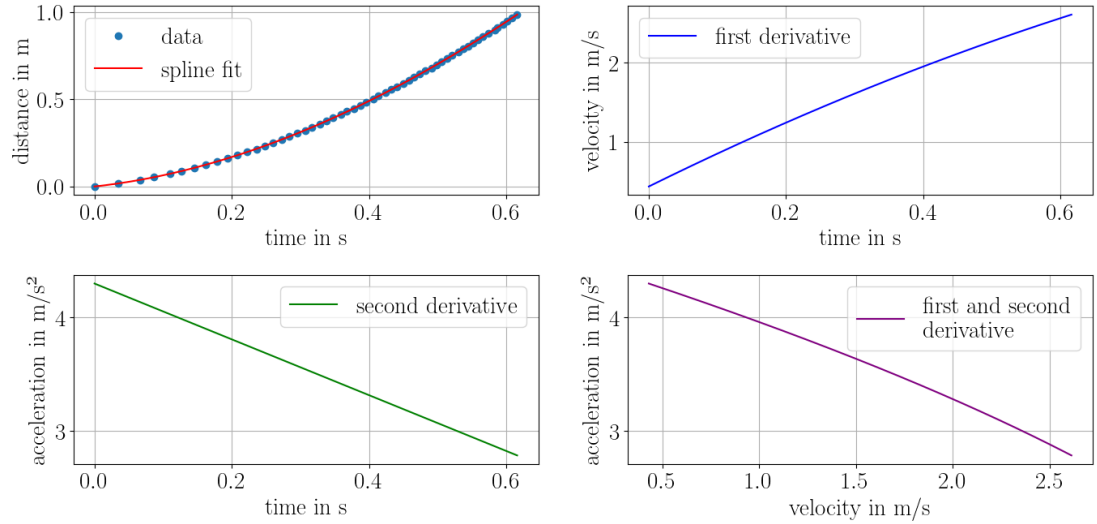 distance in m
1.0
0.5
0.0
data
spline fit
0.0 0.2 0.4 0.6
time in s
velocity in m/s
2
1
first derivative
0.0 0.2 0.4 0.6
time in s
acceleration in m/s²
4
3
second derivative
0.0 0.2 0.4 0.6
time in s
acceleration in m/s²
4
3
first and second
derivative
0.5 1.0 1.5 2.0 2.5
velocity in m/s